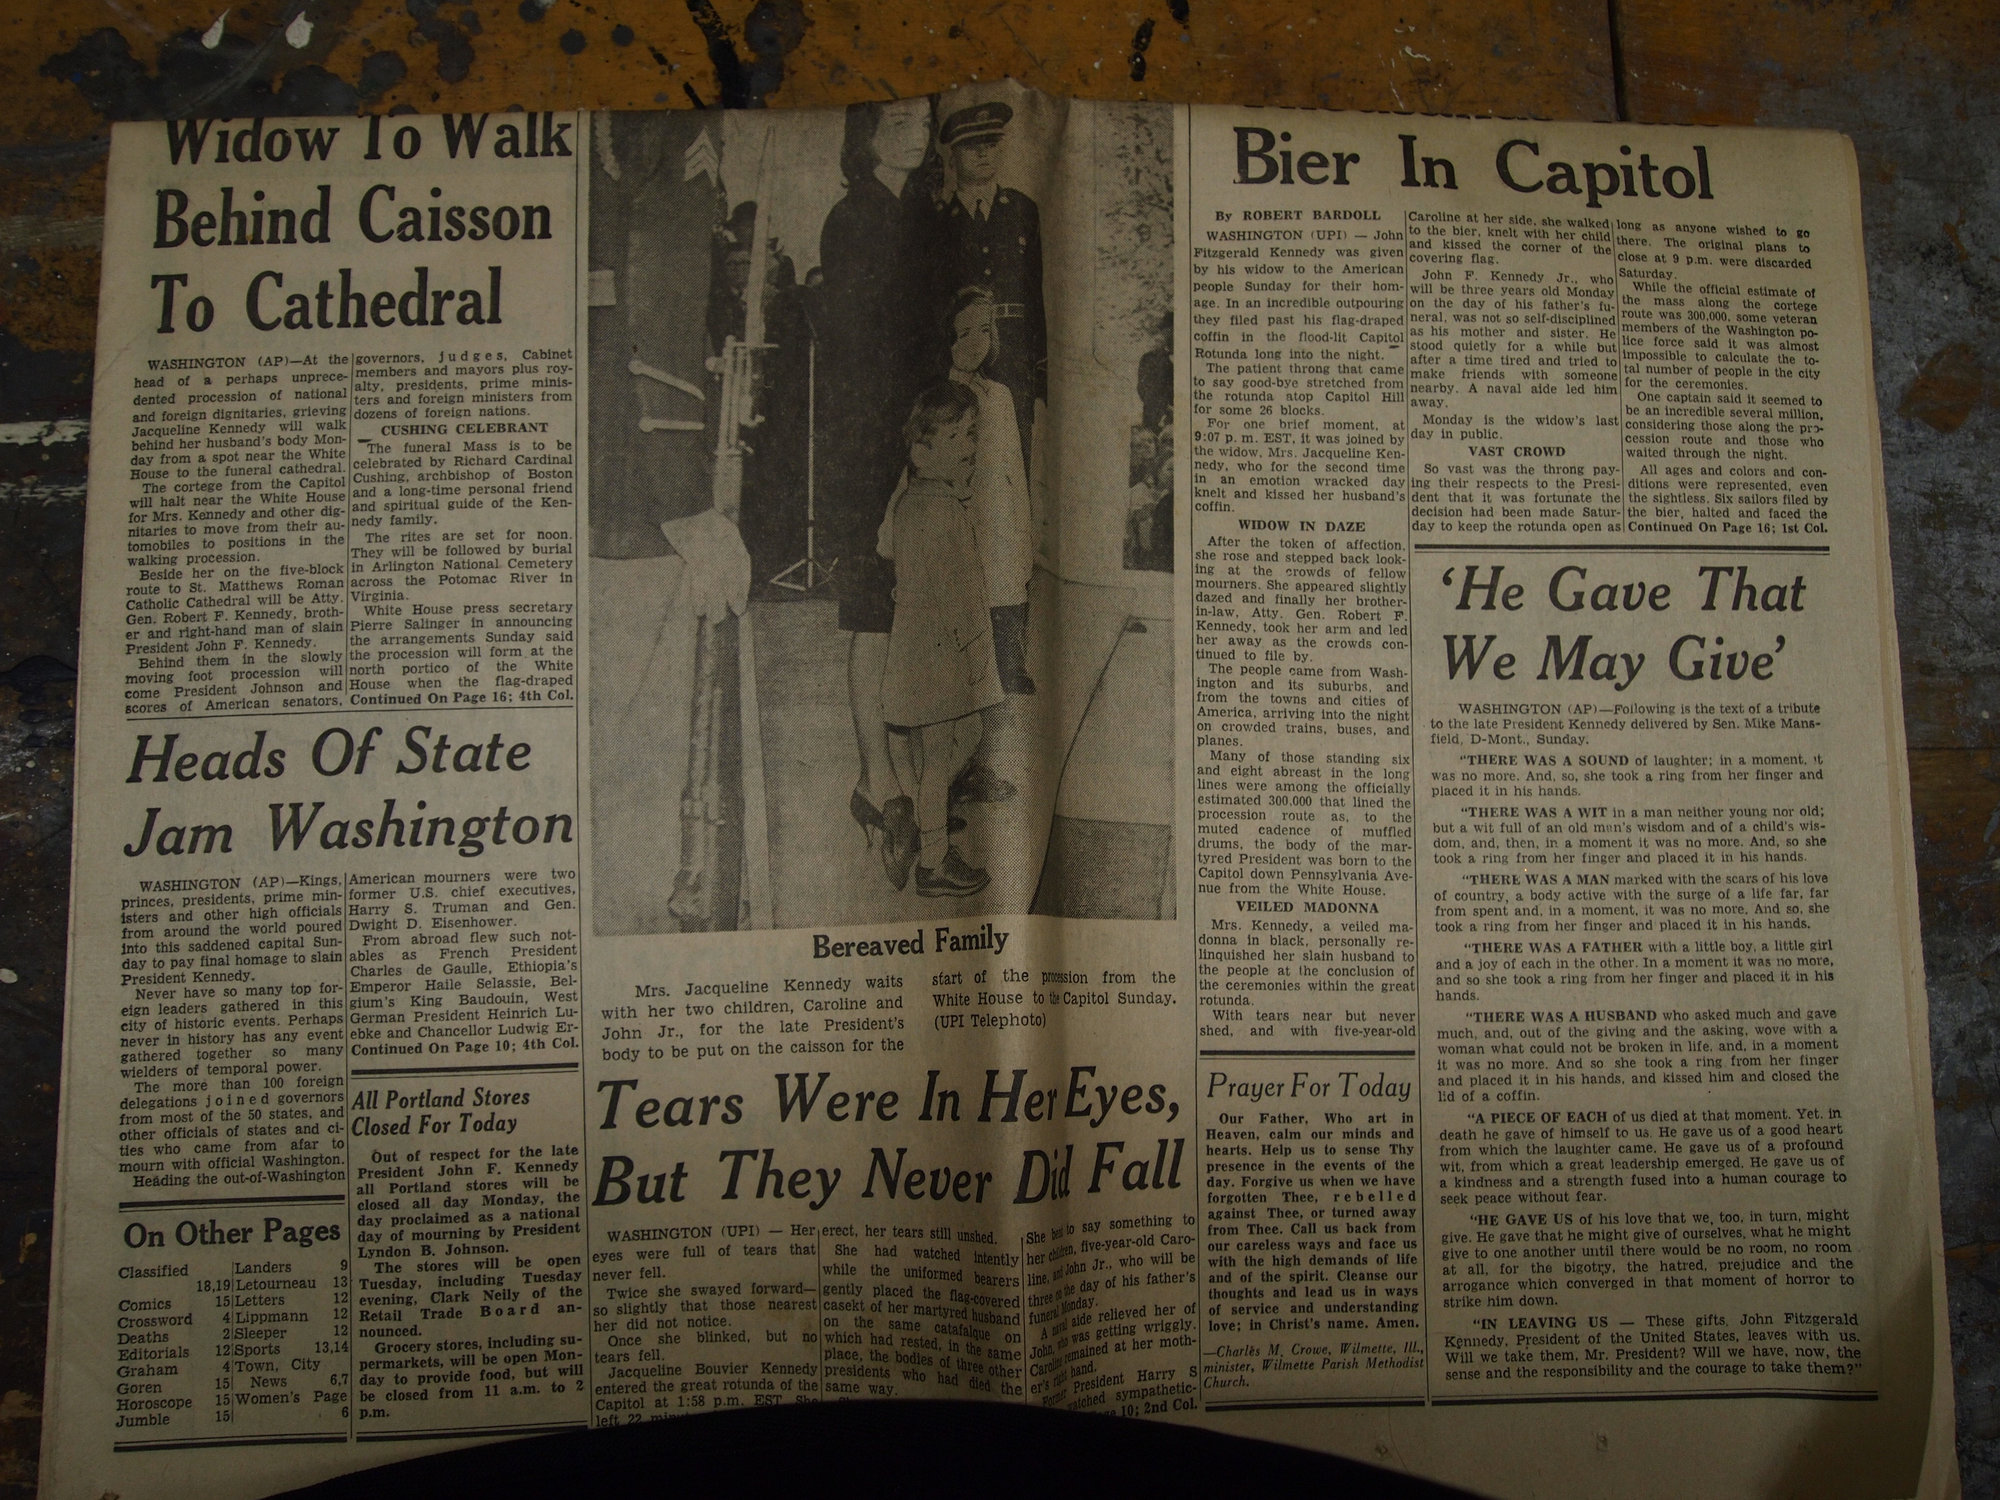 Widow To Walk
Behind Caisson
To Cathedral
WASHINGTON (AP)—At the
head of a perhaps unprece-
dented procession of national
and foreign dignitaries, grieving
Jacqueline Kennedy will walk
behind her husband's body Mon-
day from a spot near the White
House to the funeral cathedral.
The cortege from the Capitol
will halt near the White House
for Mrs. Kennedy and other dig-
nitaries to move from their au-
tomobiles to positions in the
walking procession.
Beside her on the five-block
route to St. Matthews Roman
Catholic Cathedral will be Atty.
Gen. Robert F. Kennedy, broth-
er and right-hand man of slain
President John F. Kennedy.
Behind them in the slowly
moving foot procession will
come President Johnson and
scores of American senators,
governors, judges, Cabinet
members and mayors plus roy-
alty, presidents, prime minis-
ters and foreign ministers from
dozens of foreign nations.
CUSHING CELEBRANT
The funeral Mass is to be
celebrated by Richard Cardinal
Cushing, archbishop of Boston
and a long-time personal friend
and spiritual guide of the Ken-
nedy family.
The rites are set for noon.
They will be followed by burial
in Arlington National Cemetery
across the Potomac River in
Virginia.
White House press secretary
Pierre Salinger in announcing
the arrangements Sunday said
the procession will form at the
north portico of the White
House when the flag-draped
Continued On Page 16; 4th Col.
Heads Of State
Jam Washington
WASHINGTON (AP)—Kings,
princes, presidents, prime min-
isters and other high officials
from around the world poured
into this saddened capital Sun-
day to pay final homage to slain
President Kennedy.
Never have so many top for-
eign leaders gathered in this
city of historic events. Perhaps
never in history has any event
gathered together so many
wielders of temporal power.
The more than 100 foreign
delegations joined governors
from most of the 50 states, and
other officials of states and ci-
ties who came from afar to
mourn with official Washington.
Heading the out-of-Washington
American mourners were two
former U.S. chief executives,
Harry S. Truman and Gen.
Dwight D. Eisenhower.
From abroad flew such not-
ables as French President
Charles de Gaulle, Ethiopia's
Emperor Haile Selassie, Bel-
gium's King Baudouin, West
German President Heinrich Lu-
ebke and Chancellor Ludwig Er-
Continued On Page 10; 4th Col.
On Other Pages
Classified
18,19
Comics 15
Crossword 4
Deaths 2
Editorials 12
Graham 4
Goren 15
Horoscope 15
Jumble 15
Landers 9
Letourneau 13
Letters 12
Lippmann 12
Sleeper 12
Sports 13,14
Town, City
News 6,7
Women's Page
6
All Portland Stores
Closed For Today
Out of respect for the late
President John F. Kennedy
all Portland stores will be
closed all day Monday, the
day proclaimed as a national
day of mourning by President
Lyndon B. Johnson.
The stores will be open
Tuesday, including Tuesday
evening, Clark Neily of the
Retail Trade Board an-
nounced.
Grocery stores, including su-
permarkets, will be open Mon-
day to provide food, but will
be closed from 11 a.m. to 2
p.m.
Bereaved Family
Mrs. Jacqueline Kennedy waits
with her two children, Caroline and
John Jr., for the late President's
body to be put on the caisson for the
start of the procession from the
White House to the Capitol Sunday.
(UPI Telephoto)
Tears Were In Her Eyes,
But They Never Did Fall
WASHINGTON (UPI) — Her
eyes were full of tears that
never fell.
Twice she swayed forward—
so slightly that those nearest
her did not notice.
Once she blinked, but no
tears fell.
Jacqueline Bouvier Kennedy
entered the great rotunda of the
Capitol at 1:58 p.m. EST. She
left 22
erect, her tears still unshed.
She had watched intently
while the uniformed bearers
gently placed the flag-covered
casekt of her martyred husband
on the same catafalque on
which had rested, in the same
place, the bodies of three other
presidents who had died the
same way.
She bent to say something to
her children, five-year-old Caro-
line, and John Jr., who will be
three on the day of his father's
funeral Monday.
A naval aide relieved her of
John, who was getting wriggly.
Caroline remained at her moth-
er's right hand.
Former President Harry S
watched sympathetic-
10; 2nd Col.
Bier In Capitol
By ROBERT BARDOLL
WASHINGTON (UPI) — John
Fitzgerald Kennedy was given
by his widow to the American
people Sunday for their hom-
age. In an incredible outpouring
they filed past his flag-draped
coffin in the flood-lit Capitol
Rotunda long into the night.
The patient throng that came
to say good-bye stretched from
the rotunda atop Capitol Hill
for some 26 blocks.
For one brief moment, at
9:07 p. m. EST, it was joined by
the widow, Mrs. Jacqueline Ken-
nedy, who for the second time
in an emotion wracked day
knelt and kissed her husband's
coffin.
WIDOW IN DAZE
After the token of affection,
she rose and stepped back look-
ing at the crowds of fellow
mourners. She appeared slightly
dazed and finally her brother-
in-law, Atty. Gen. Robert F.
Kennedy, took her arm and led
her away as the crowds con-
tinued to file by.
The people came from Wash-
ington and its suburbs, and
from the towns and cities of
America, arriving into the night
on crowded trains, buses, and
planes.
Many of those standing six
and eight abreast in the long
lines were among the officially
estimated 300,000 that lined the
procession route as, to the
muted cadence of muffled
drums, the body of the mar-
tyred President was born to the
Capitol down Pennsylvania Ave-
nue from the White House.
VEILED MADONNA
Mrs. Kennedy, a veiled ma-
donna in black, personally re-
linquished her slain husband to
the people at the conclusion of
the ceremonies within the great
rotunda.
With tears near but never
shed, and with five-year-old
Caroline at her side, she walked
to the bier, knelt with her child
and kissed the corner of the
covering flag.
John F. Kennedy Jr., who
will be three years old Monday
on the day of his father's fu-
neral, was not so self-disciplined
as his mother and sister. He
stood quietly for a while but
after a time tired and tried to
make friends with someone
nearby. A naval aide led him
away.
Monday is the widow's last
day in public.
VAST CROWD
So vast was the throng pay-
ing their respects to the Presi-
dent that it was fortunate the
decision had been made Satur-
day to keep the rotunda open as
long as anyone wished to go
there. The original plans to
close at 9 p.m. were discarded
Saturday.
While the official estimate of
the mass along the cortege
route was 300,000, some veteran
members of the Washington po-
lice force said it was almost
impossible to calculate the to-
tal number of people in the city
for the ceremonies.
One captain said it seemed to
be an incredible several million,
considering those along the pro-
cession route and those who
waited through the night.
All ages and colors and con-
ditions were represented, even
the sightless. Six sailors filed by
the bier, halted and faced the
Continued On Page 16; 1st Col.
Prayer For Today
Our Father, Who art in
Heaven, calm our minds and
hearts. Help us to sense Thy
presence in the events of the
day. Forgive us when we have
forgotten Thee, rebelled
against Thee, or turned away
from Thee. Call us back from
our careless ways and face us
with the high demands of life
and of the spirit. Cleanse our
thoughts and lead us in ways
of service and understanding
love; in Christ's name. Amen.
—Charles M. Crowe, Wilmette, Ill.,
minister, Wilmette Parish Methodist
Church.
'He Gave That
We May Give'
WASHINGTON (AP)—Following is the text of a tribute
to the late President Kennedy delivered by Sen. Mike Mans-
field, D-Mont., Sunday.
"THERE WAS A SOUND of laughter; in a moment, it
was no more. And, so, she took a ring from her finger and
placed it in his hands.
"THERE WAS A WIT in a man neither young nor old;
but a wit full of an old man's wisdom and of a child's wis-
dom, and, then, in a moment it was no more. And, so she
took a ring from her finger and placed it in his hands.
"THERE WAS A MAN marked with the scars of his love
of country, a body active with the surge of a life far, far
from spent and, in a moment, it was no more. And so, she
took a ring from her finger and placed it in his hands.
"THERE WAS A FATHER with a little boy, a little girl
and a joy of each in the other. In a moment it was no more,
and so she took a ring from her finger and placed it in his
hands.
"THERE WAS A HUSBAND who asked much and gave
much, and, out of the giving and the asking, wove with a
woman what could not be broken in life, and, in a moment
it was no more. And so she took a ring from her finger
and placed it in his hands, and kissed him and closed the
lid of a coffin.
"A PIECE OF EACH of us died at that moment. Yet, in
death he gave of himself to us. He gave us of a good heart
from which the laughter came. He gave us of a profound
wit, from which a great leadership emerged. He gave us of
a kindness and a strength fused into a human courage to
seek peace without fear.
"HE GAVE US of his love that we, too, in turn, might
give. He gave that he might give of ourselves, what he might
give to one another until there would be no room, no room
at all, for the bigotry, the hatred, prejudice and the
arrogance which converged in that moment of horror to
strike him down.
"IN LEAVING US — These gifts, John Fitzgerald
Kennedy, President of the United States, leaves with us.
Will we take them, Mr. President? Will we have, now, the
sense and the responsibility and the courage to take them?"